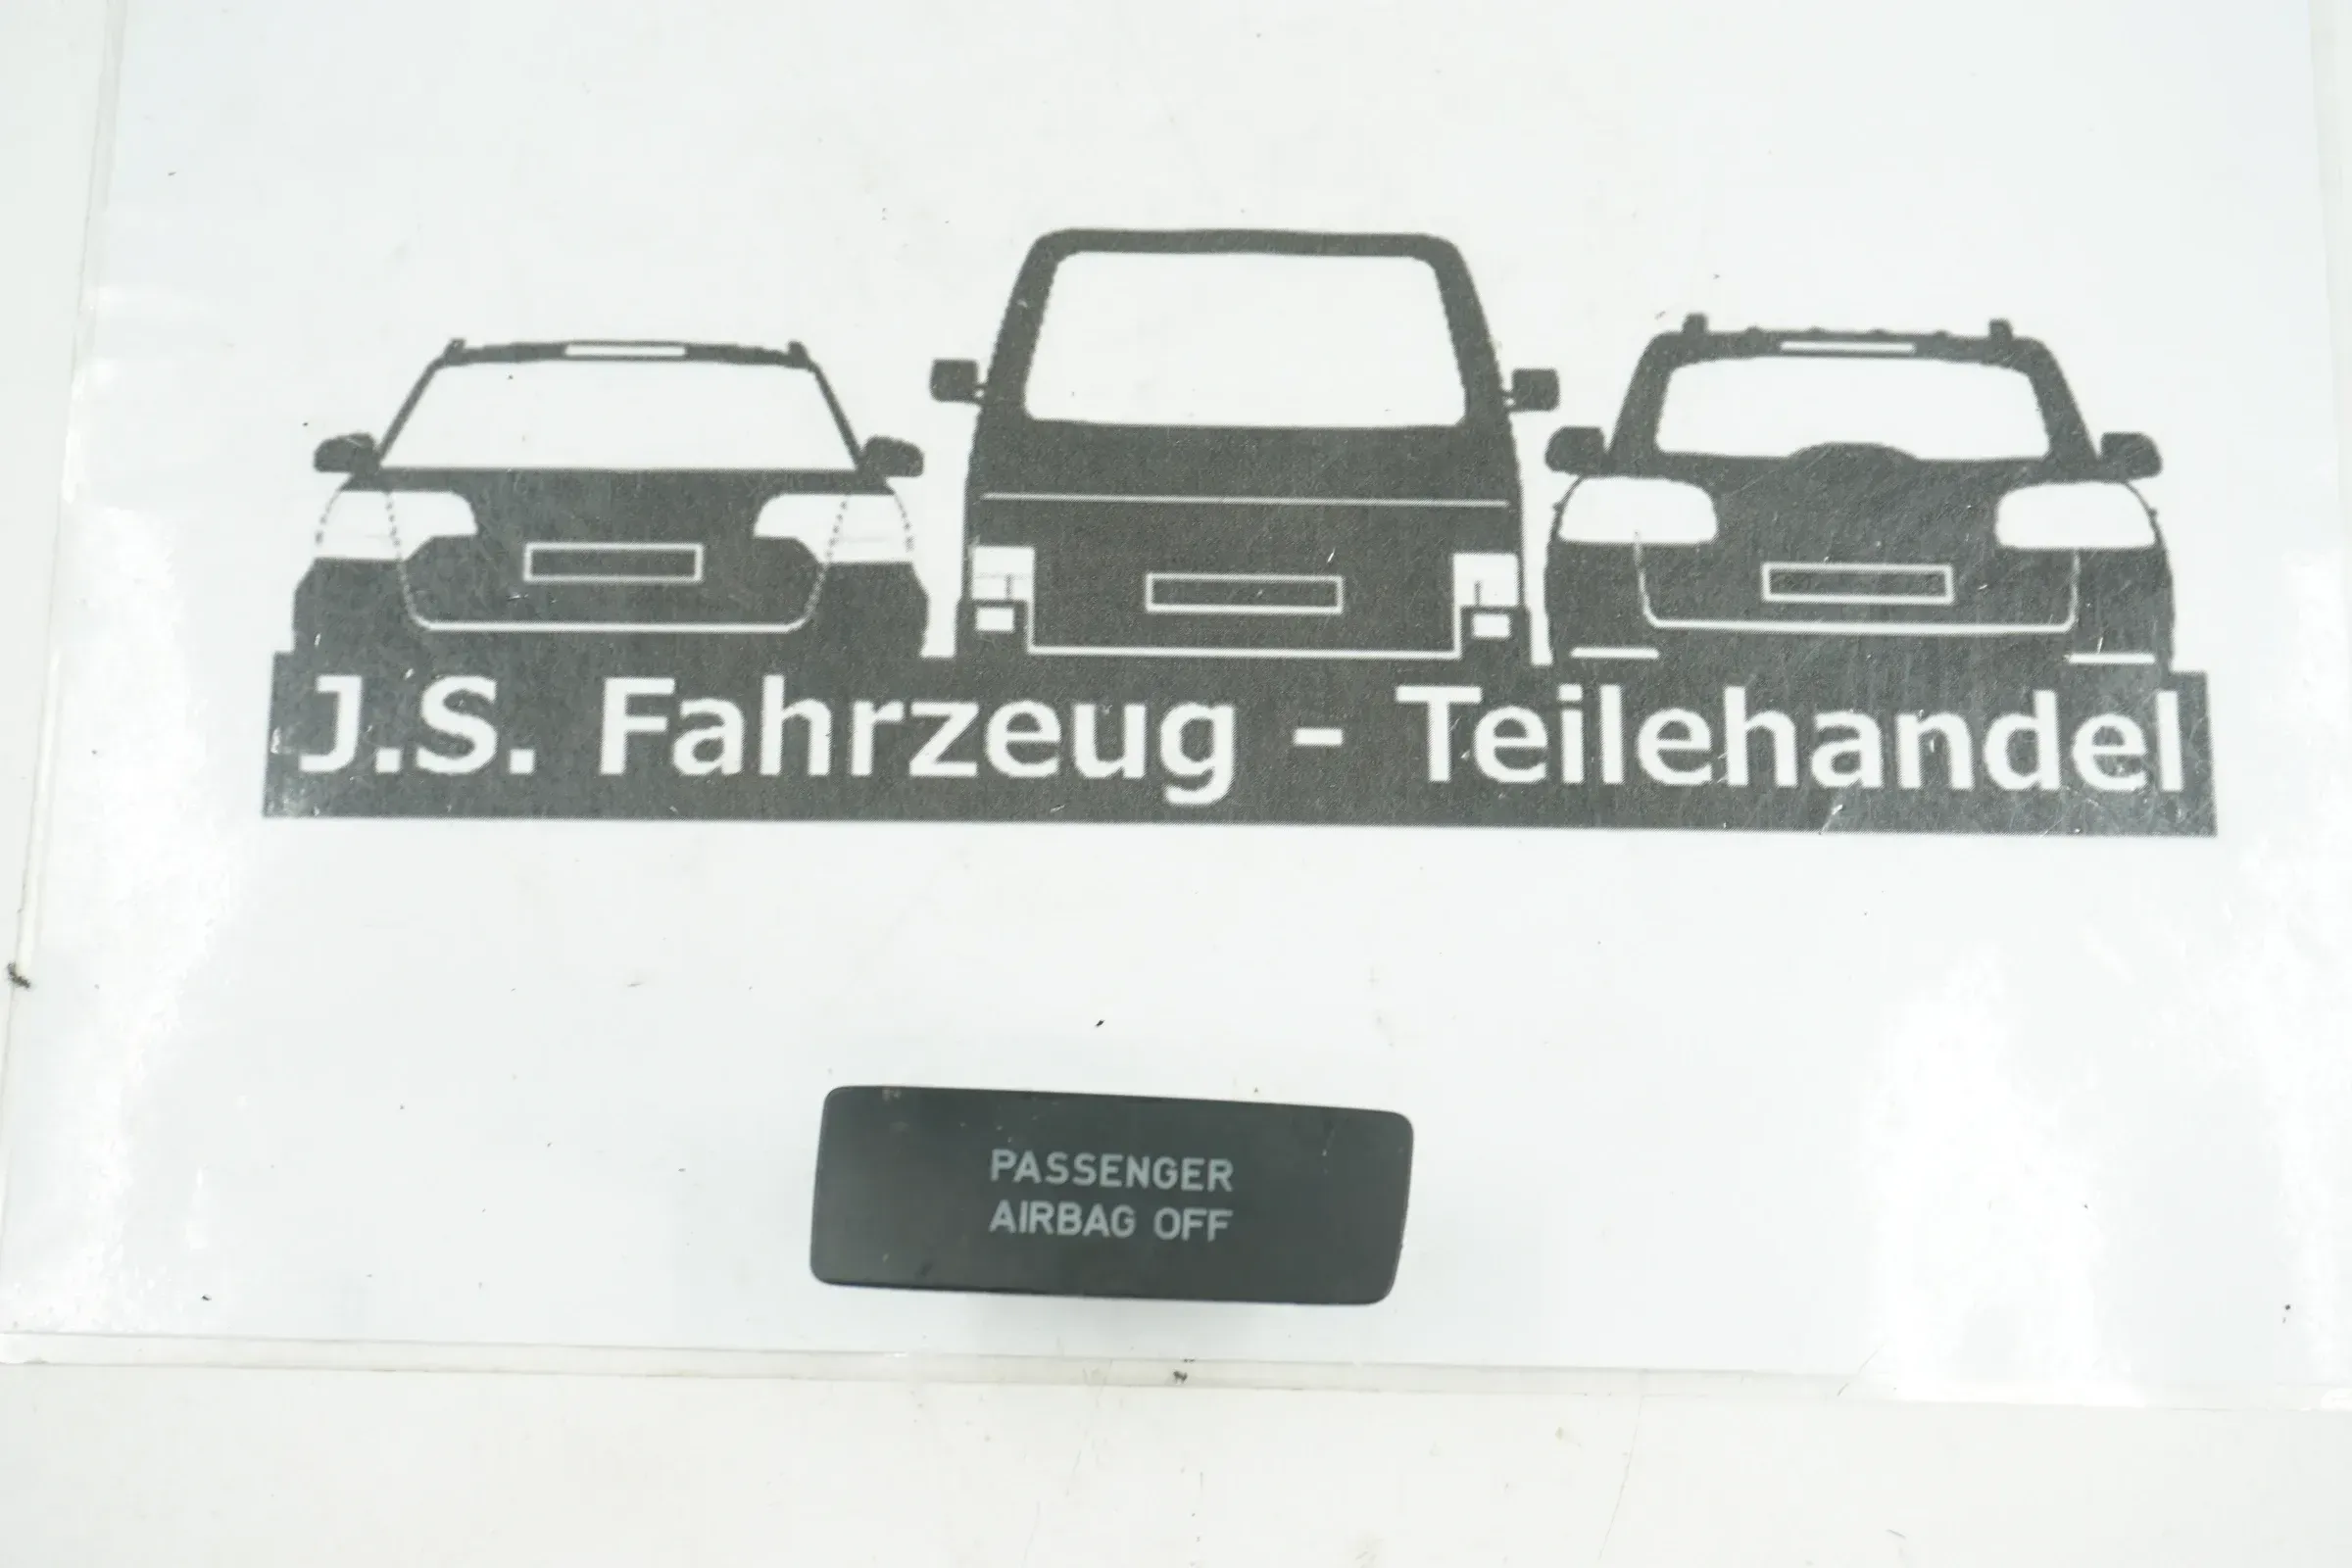 J.S. Fahrzeug - Teilehandel
PASSENGER
AIRBAG OFF